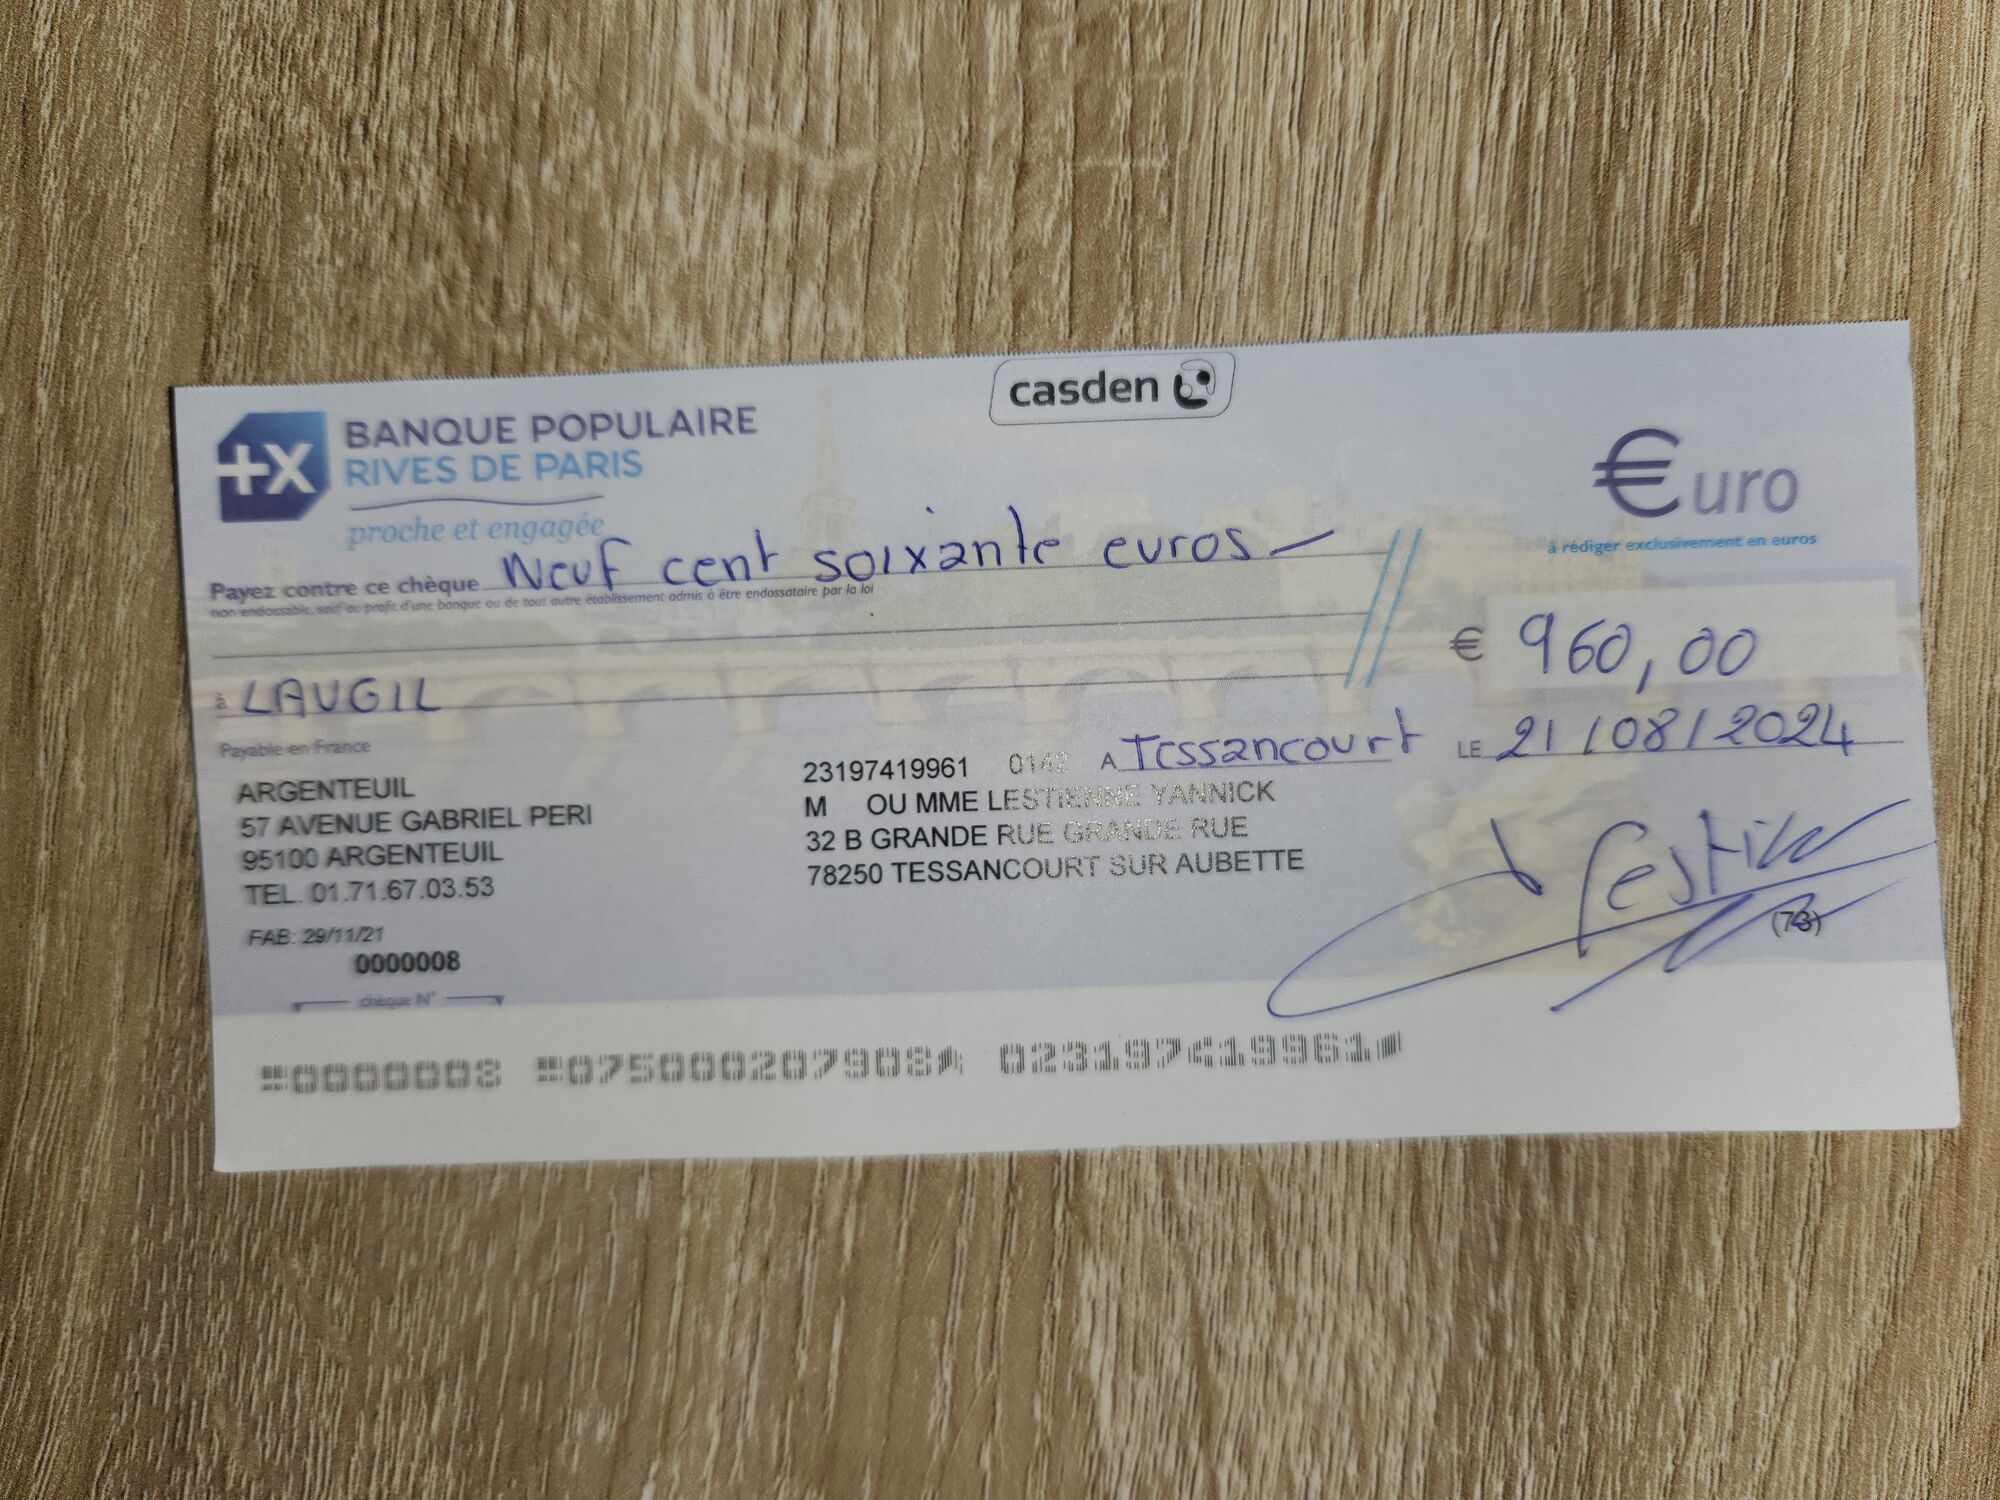 casden
+X BANQUE POPULAIRE
RIVES DE PARIS
proche et engagée
€uro
à rédiger exclusivement en euros
Payez contre ce chèque Neuf cent soixante euros
non endossable, sauf au profit d'une banque ou de tout autre établissement admis à être endossataire par la loi
€ 960,00
à LAUGIL
Payable en France
A Tessancourt LE 21/08/2024
ARGENTEUIL
57 AVENUE GABRIEL PERI
95100 ARGENTEUIL
TEL. 01.71.67.03.53
FAB: 29/11/21
0000008
chèque N°
23197419961 0142
M OU MME LESTIENNE YANNICK
32 B GRANDE RUE GRANDE RUE
78250 TESSANCOURT SUR AUBETTE
0000008 075000207908 023197419961